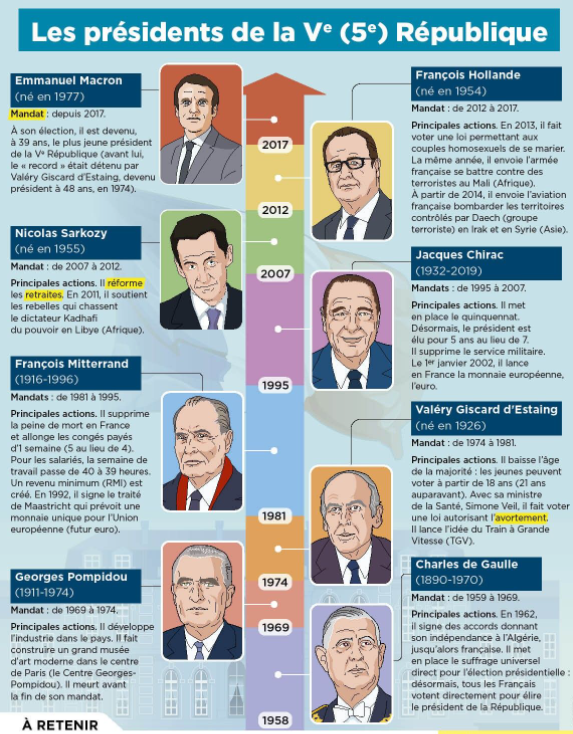 Les présidents de la Vᵉ (5ᵉ) République
Emmanuel Macron
(né en 1977)
Mandat : depuis 2017.
À son élection, il est devenu,
à 39 ans, le plus jeune président
de la Vᵉ République (avant lui,
le « record » était détenu par
Valéry Giscard d'Estaing, devenu
président à 48 ans, en 1974).
2017
François Hollande
(né en 1954)
Mandat : de 2012 à 2017.
Principales actions. En 2013, il fait
voter une loi permettant aux
couples homosexuels de se marier.
La même année, il envoie l'armée
française se battre contre des
terroristes au Mali (Afrique).
À partir de 2014, il envoie l'aviation
française bombarder les territoires
contrôlés par Daech (groupe
terroriste) en Irak et en Syrie (Asie).
2012
Nicolas Sarkozy
(né en 1955)
Mandat : de 2007 à 2012.
Principales actions. Il réforme
les retraites. En 2011, il soutient
les rebelles qui chassent
le dictateur Kadhafi
du pouvoir en Libye (Afrique).
2007
Jacques Chirac
(1932-2019)
Mandats : de 1995 à 2007.
Principales actions. Il met
en place le quinquennat.
Désormais, le président est
élu pour 5 ans au lieu de 7.
Il supprime le service militaire.
Le 1ᵉʳ janvier 2002, il lance
en France la monnaie européenne,
l'euro.
1995
François Mitterrand
(1916-1996)
Mandats : de 1981 à 1995.
Principales actions. Il supprime
la peine de mort en France
et allonge les congés payés
d'1 semaine (5 au lieu de 4).
Pour les salariés, la semaine de
travail passe de 40 à 39 heures.
Un revenu minimum (RMI) est
créé. En 1992, il signe le traité
de Maastricht qui prévoit une
monnaie unique pour l'Union
européenne (futur euro).
1981
Valéry Giscard d'Estaing
(né en 1926)
Mandat : de 1974 à 1981.
Principales actions. Il baisse l'âge
de la majorité : les jeunes peuvent
voter à partir de 18 ans (21 ans
auparavant). Avec sa ministre
de la Santé, Simone Veil, il fait voter
une loi autorisant l'avortement.
Il lance l'idée du Train à Grande
Vitesse (TGV).
1974
Georges Pompidou
(1911-1974)
Mandat : de 1969 à 1974.
Principales actions. Il développe
l'industrie dans le pays. Il fait
construire un grand musée
d'art moderne dans le centre
de Paris (le Centre Georges-
Pompidou). Il meurt avant
la fin de son mandat.
1969
Charles de Gaulle
(1890-1970)
Mandat : de 1959 à 1969.
Principales actions. En 1962,
il signe des accords donnant
son indépendance à l'Algérie,
jusqu'alors française. Il met
en place le suffrage universel
direct pour l'élection présidentielle :
désormais, tous les Français
votent directement pour élire
le président de la République.
1958
À RETENIR